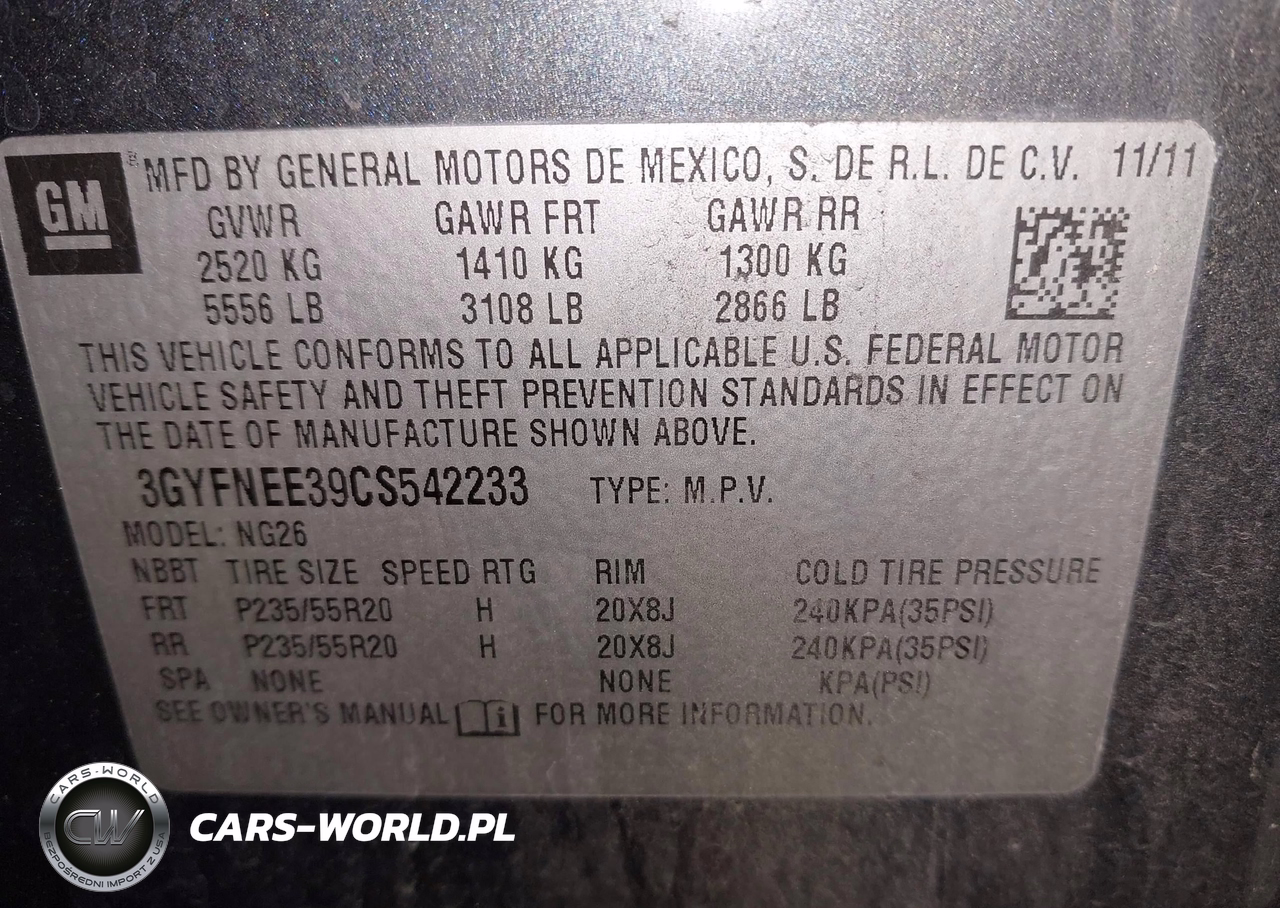 GM
MFD BY GENERAL MOTORS DE MEXICO, S. DE R.L. DE C.V. 11/11
GVWR GAWR FRT GAWR RR
2520 KG 1410 KG 1300 KG
5556 LB 3108 LB 2866 LB
THIS VEHICLE CONFORMS TO ALL APPLICABLE U.S. FEDERAL MOTOR
VEHICLE SAFETY AND THEFT PREVENTION STANDARDS IN EFFECT ON
THE DATE OF MANUFACTURE SHOWN ABOVE.
3GYFNEE39CS542233 TYPE: M.P.V.
MODEL: NG26
NBBT TIRE SIZE SPEED RTG RIM COLD TIRE PRESSURE
FRT P235/55R20 H 20X8J 240KPA(35PSI)
RR P235/55R20 H 20X8J 240KPA(35PSI)
SPA NONE NONE KPA(PSI)
SEE OWNER'S MANUAL FOR MORE INFORMATION.
CARS-WORLD
CW
BEZPOŚREDNI IMPORT Z USA
CARS-WORLD.PL